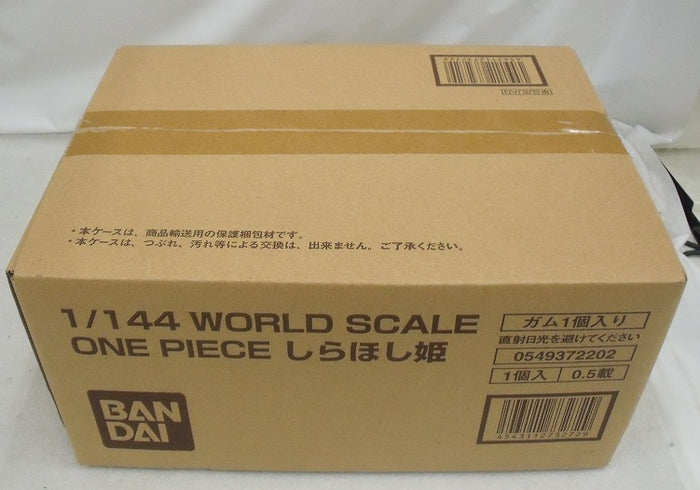 ・本ケースは、商品輸送用の保護梱包材です。
・本ケースは、つぶれ、汚れ等による交換は、出来ません。ご了承ください。
1/144 WORLD SCALE
ONE PIECE しらほし姫
BAN
DAI
ガム1個入り
直射日光を避けてください
0549372202
1個入 0.5載
4543112732729